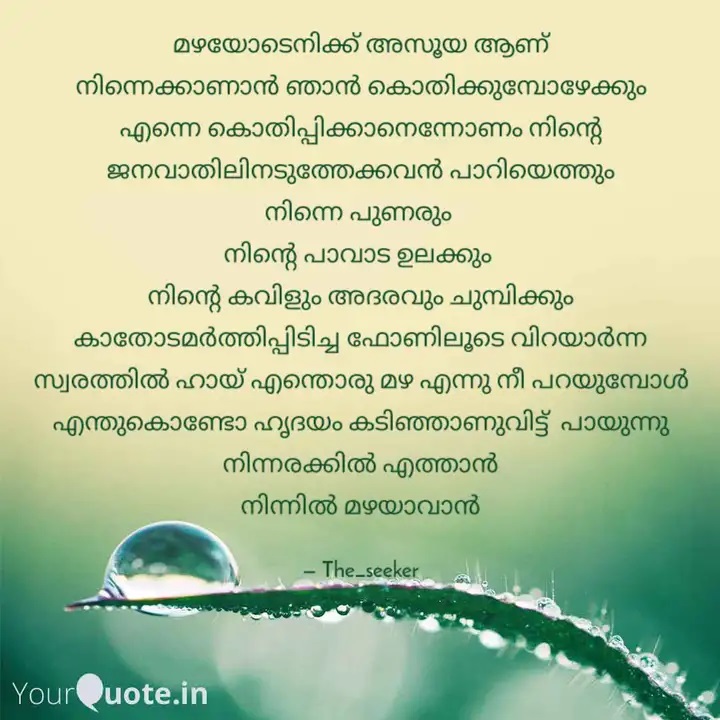 മഴയോടെനിക്ക് അസൂയ ആണ്
നിന്നെക്കാണാൻ ഞാൻ കൊതിക്കുമ്പോഴേക്കും
എന്നെ കൊതിപ്പിക്കാനെന്നോണം നിന്റെ
ജനവാതിലിനടുത്തേക്കവൻ പാറിയെത്തും
നിന്നെ പുണരും
നിന്റെ പാവാട ഉലക്കും
നിന്റെ കവിളും അദരവും ചുമ്പിക്കും
കാതോടമർത്തിപ്പിടിച്ച ഫോണിലൂടെ വിറയാർന്ന
സ്വരത്തിൽ ഹായ് എന്തൊരു മഴ എന്നു നീ പറയുമ്പോൾ
എന്തുകൊണ്ടോ ഹൃദയം കടിഞ്ഞാണുവിട്ട് പായുന്നു
നിന്നരക്കിൽ എത്താൻ
നിന്നിൽ മഴയാവാൻ
– The_seeker
YourQuote.in